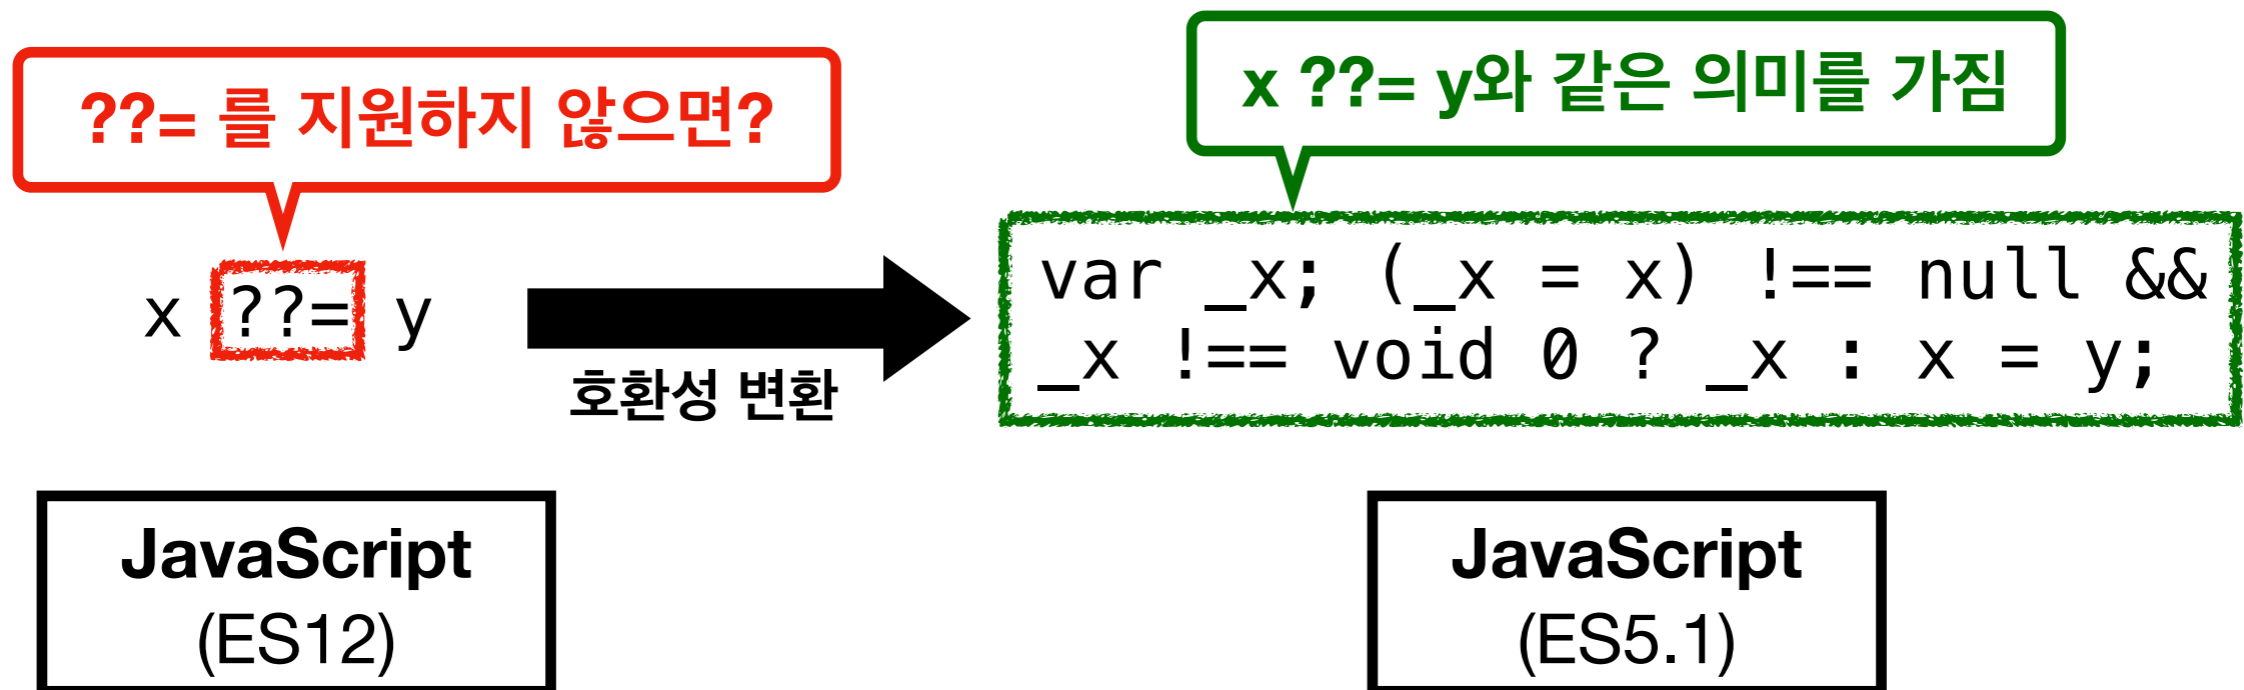 ??= 를 지원하지 않으면?
x ??= y와 같은 의미를 가짐
x ??= y
호환성 변환
var _x; (_x = x) !== null &&
_x !== void 0 ? _x : x = y;
JavaScript
(ES12)
JavaScript
(ES5.1)